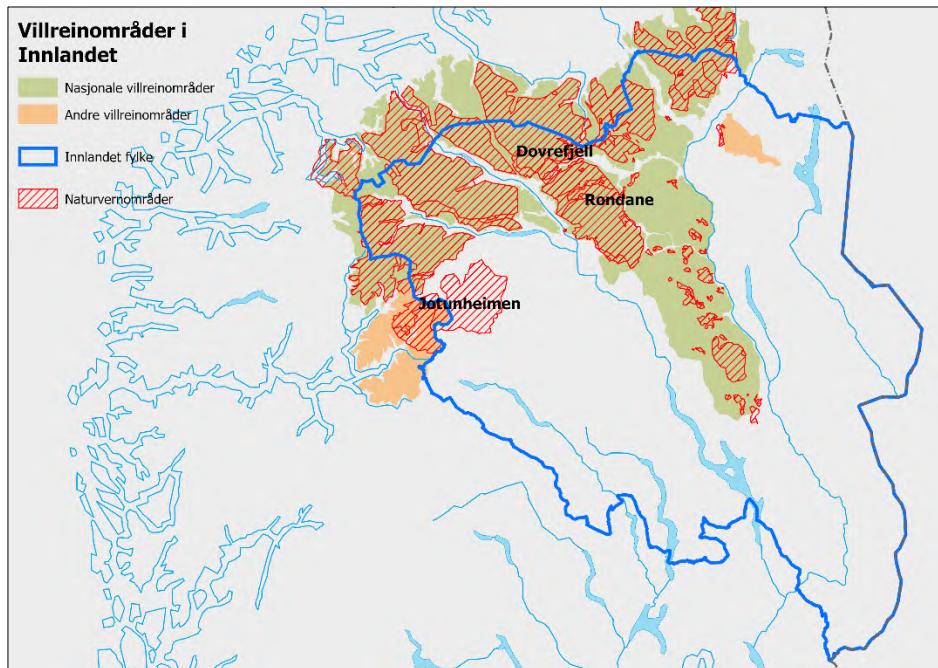 Villreinområder i
Innlandet
Nasjonale villreinområder
Andre villreinområder
Innlandet fylke
Naturvernområder
Dovrefjell
Rondane
Jotunheimen